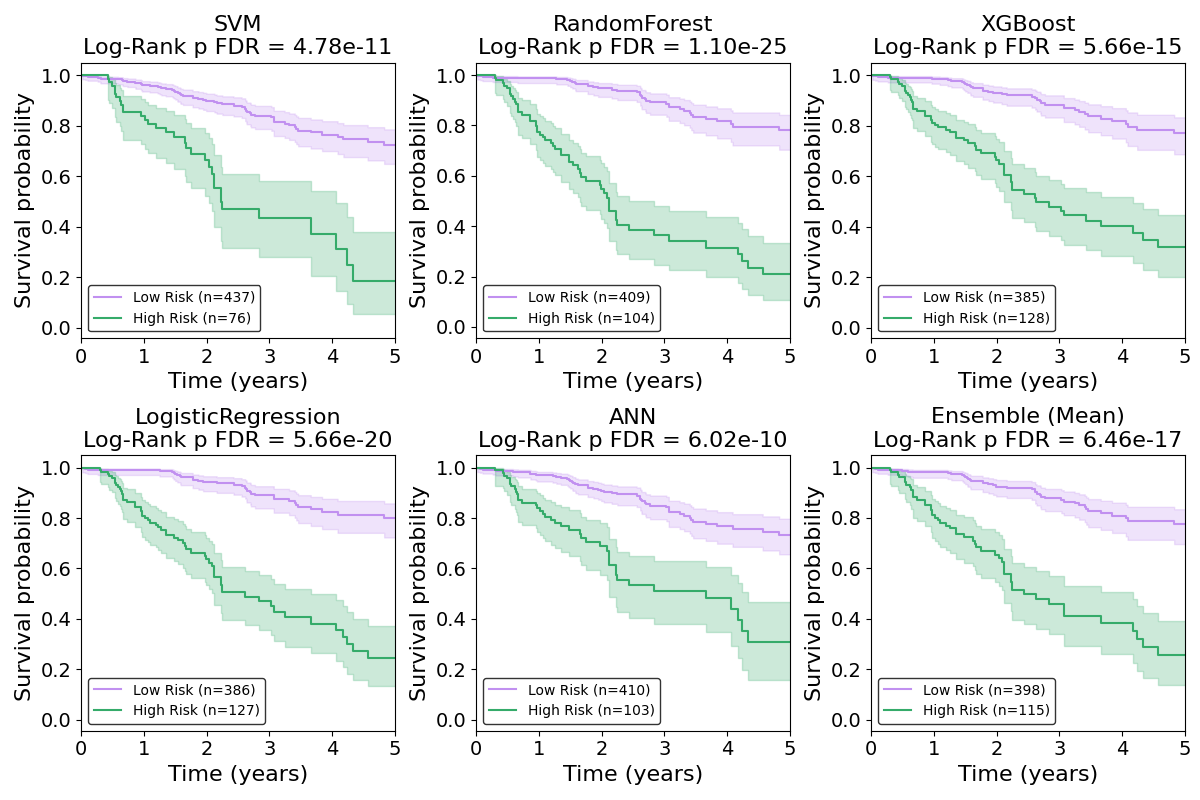 SVM
Log-Rank p FDR = 4.78e-11
Survival probability
1.0
0.8
0.6
0.4
0.2
0.0
Low Risk (n=437)
High Risk (n=76)
0 1 2 3 4 5
Time (years)
RandomForest
Log-Rank p FDR = 1.10e-25
Survival probability
1.0
0.8
0.6
0.4
0.2
0.0
Low Risk (n=409)
High Risk (n=104)
0 1 2 3 4 5
Time (years)
XGBoost
Log-Rank p FDR = 5.66e-15
Survival probability
1.0
0.8
0.6
0.4
0.2
0.0
Low Risk (n=385)
High Risk (n=128)
0 1 2 3 4 5
Time (years)
LogisticRegression
Log-Rank p FDR = 5.66e-20
Survival probability
1.0
0.8
0.6
0.4
0.2
0.0
Low Risk (n=386)
High Risk (n=127)
0 1 2 3 4 5
Time (years)
ANN
Log-Rank p FDR = 6.02e-10
Survival probability
1.0
0.8
0.6
0.4
0.2
0.0
Low Risk (n=410)
High Risk (n=103)
0 1 2 3 4 5
Time (years)
Ensemble (Mean)
Log-Rank p FDR = 6.46e-17
Survival probability
1.0
0.8
0.6
0.4
0.2
0.0
Low Risk (n=398)
High Risk (n=115)
0 1 2 3 4 5
Time (years)